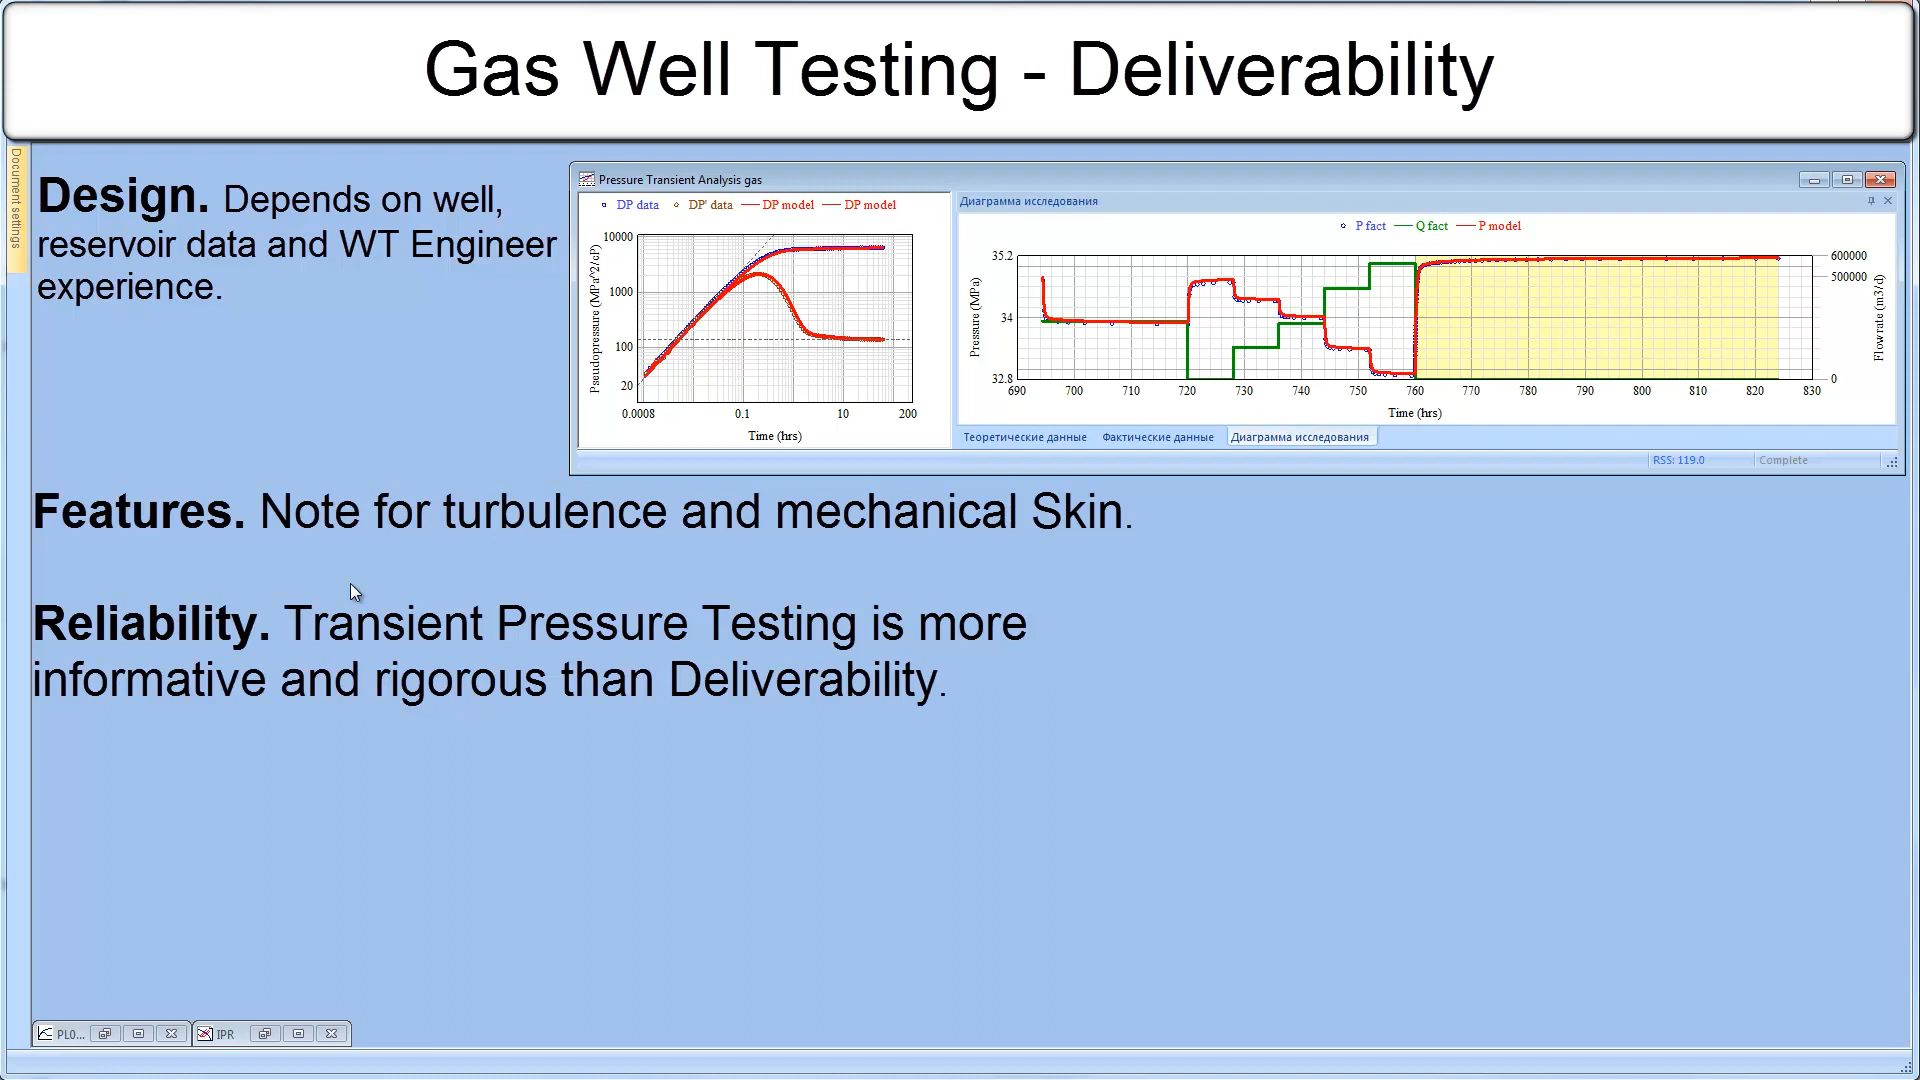 Gas Well Testing - Deliverability
Document settings
Design. Depends on well,
reservoir data and WT Engineer
experience.
Pressure Transient Analysis gas
DP data DP' data DP model DP model
10000
1000
100
20
0.0008 0.1 10 200
Pseudopressure (MPa^2/cP)
Time (hrs)
Диаграмма исследования
P fact Q fact P model
35.2
34
32.8
600000
500000
0
690 700 710 720 730 740 750 760 770 780 790 800 810 820 830
Pressure (MPa)
Flow rate (m3/d)
Time (hrs)
Теоретические данные Фактические данные Диаграмма исследования
RSS: 119.0 Complete
Features. Note for turbulence and mechanical Skin.
Reliability. Transient Pressure Testing is more
informative and rigorous than Deliverability.
PL0... IPR